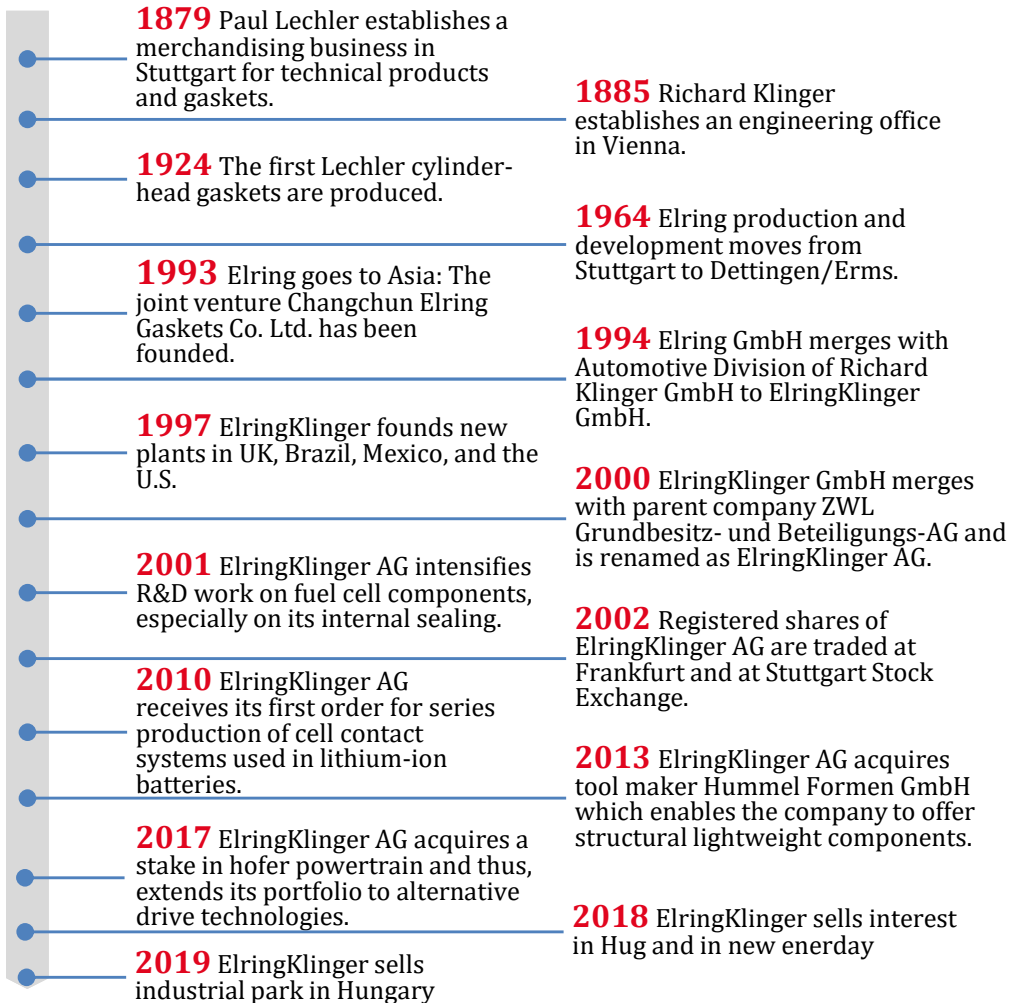 1879 Paul Lechler establishes a
merchandising business in
Stuttgart for technical products
and gaskets.
1885 Richard Klinger
establishes an engineering office
in Vienna.
1924 The first Lechler cylinder-
head gaskets are produced.
1964 Elring production and
development moves from
Stuttgart to Dettingen/Erms.
1993 Elring goes to Asia: The
joint venture Changchun Elring
Gaskets Co. Ltd. has been
founded.
1994 Elring GmbH merges with
Automotive Division of Richard
Klinger GmbH to ElringKlinger
GmbH.
1997 ElringKlinger founds new
plants in UK, Brazil, Mexico, and the
U.S.
2000 ElringKlinger GmbH merges
with parent company ZWL
Grundbesitz- und Beteiligungs-AG and
is renamed as ElringKlinger AG.
2001 ElringKlinger AG intensifies
R&D work on fuel cell components,
especially on its internal sealing.
2002 Registered shares of
ElringKlinger AG are traded at
Frankfurt and at Stuttgart Stock
Exchange.
2010 ElringKlinger AG
receives its first order for series
production of cell contact
systems used in lithium-ion
batteries.
2013 ElringKlinger AG acquires
tool maker Hummel Formen GmbH
which enables the company to offer
structural lightweight components.
2017 ElringKlinger AG acquires a
stake in hofer powertrain and thus,
extends its portfolio to alternative
drive technologies.
2018 ElringKlinger sells interest
in Hug and in new enerday
2019 ElringKlinger sells
industrial park in Hungary